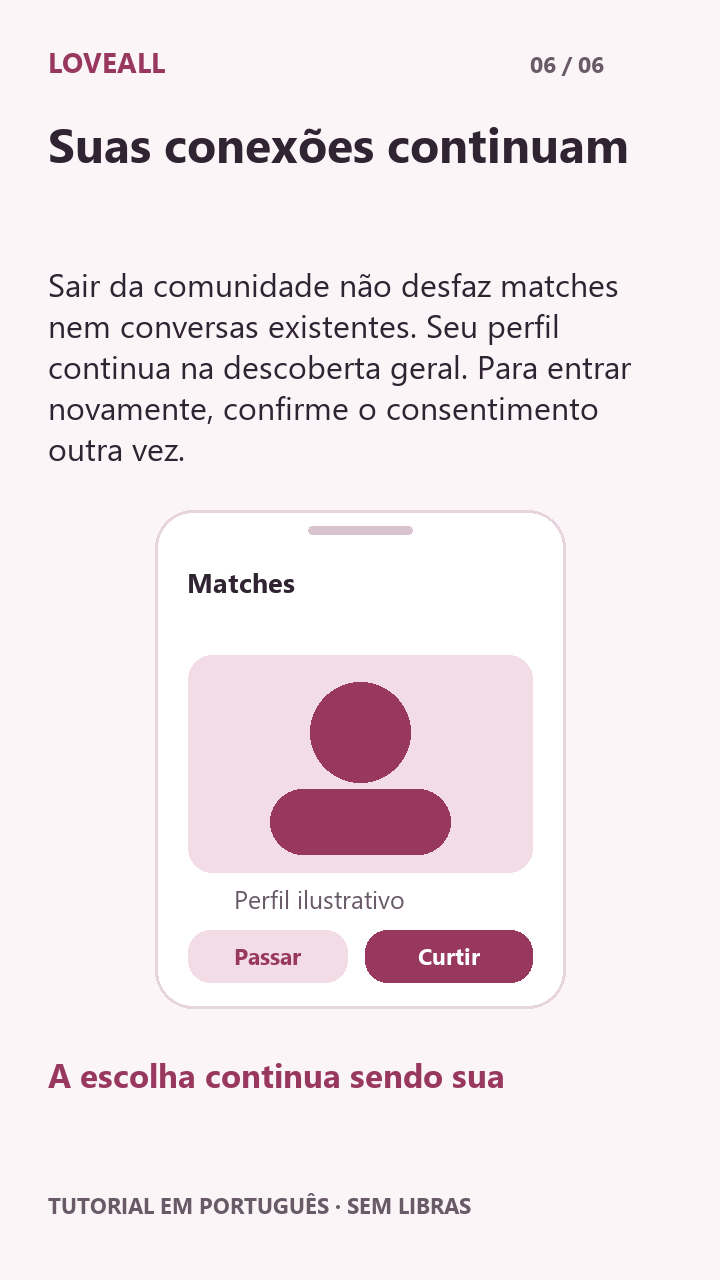 LOVEALL
06 / 06
Suas conexões continuam
Sair da comunidade não desfaz matches
nem conversas existentes. Seu perfil
continua na descoberta geral. Para entrar
novamente, confirme o consentimento
outra vez.
Matches
Perfil ilustrativo
Passar
Curtir
A escolha continua sendo sua
TUTORIAL EM PORTUGUÊS · SEM LIBRAS